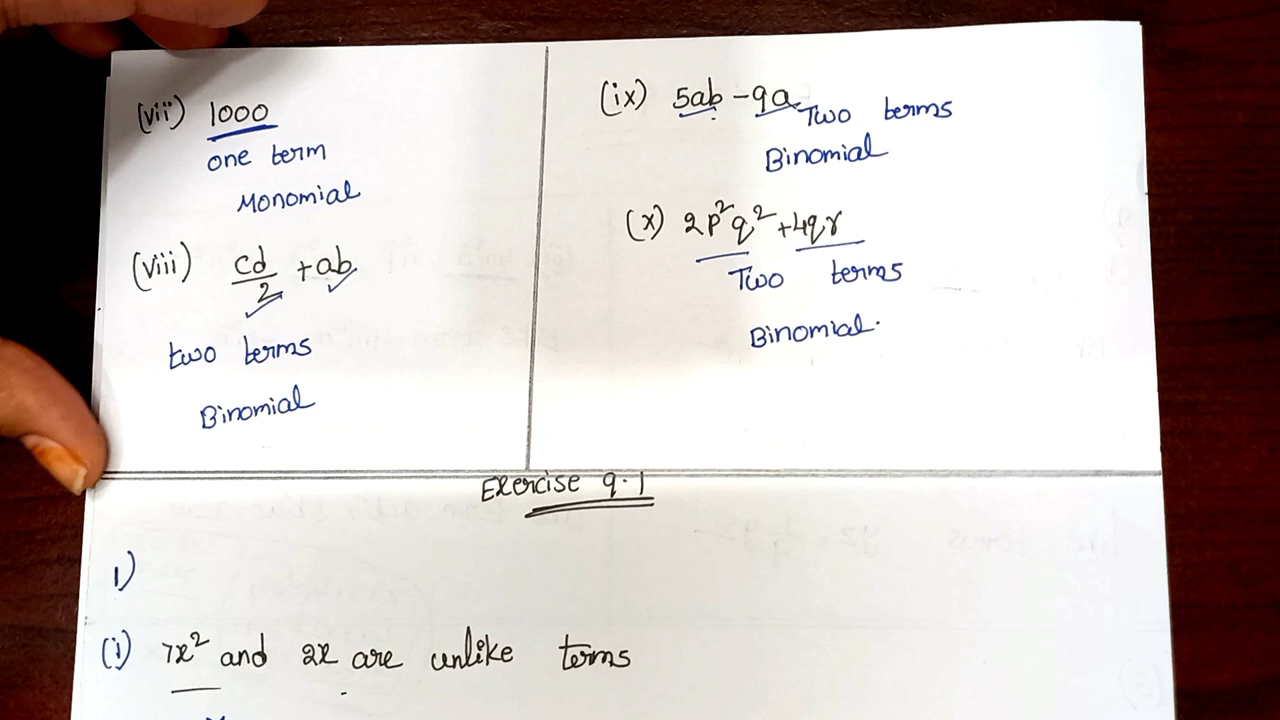 (vii) 1000
one term
Monomial
(viii) cd/2 + ab
two terms
Binomial
(ix) 5ab - 9a Two terms
Binomial
(x) 2p²q² + 4qr
Two terms
Binomial.
Exercise 9.1
1)
(i) 7x² and 2x are unlike terms